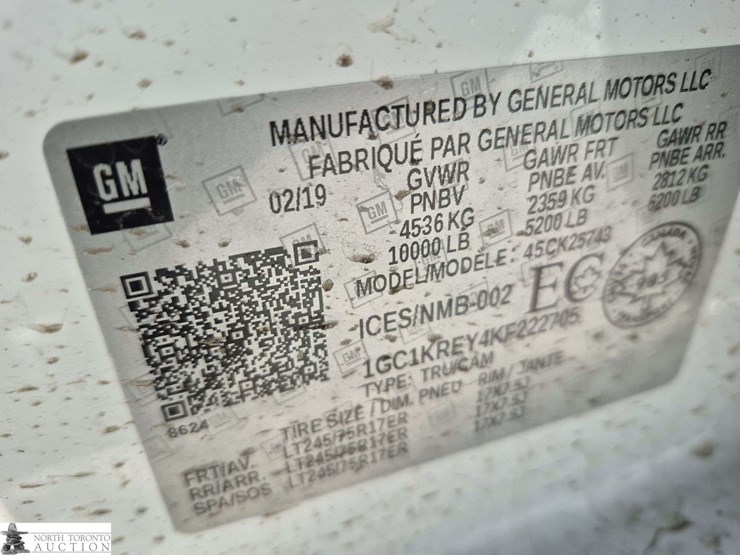 GM
MANUFACTURED BY GENERAL MOTORS LLC
FABRIQUÉ PAR GENERAL MOTORS LLC
02/19
GVWR GAWR FRT GAWR RR
PNBV PNBE AV. PNBE ARR.
4536 KG 2359 KG 2812 KG
10000 LB 5200 LB 6200 LB
MODEL/MODÈLE: 45CK25743
ICES/NMB-002 EC
CANADA
1GC1KREY4KF222705
TYPE: TRU/CAM
8624
TIRE SIZE / DIM. PNEU RIM / JANTE
FRT/AV. LT245/75R17ER 17X7.5J
RR/ARR. LT245/75R17ER 17X7.5J
SPA/SOS LT245/75R17ER 17X7.5J
NORTH TORONTO
AUCTION